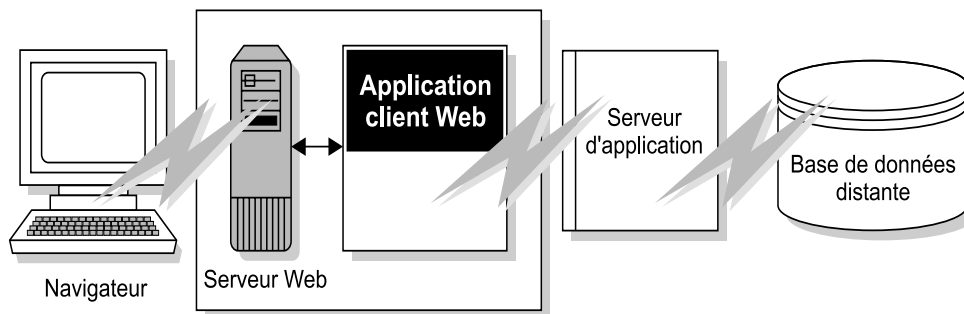 Navigateur
Serveur Web
Application
client Web
Serveur
d'application
Base de données
distante